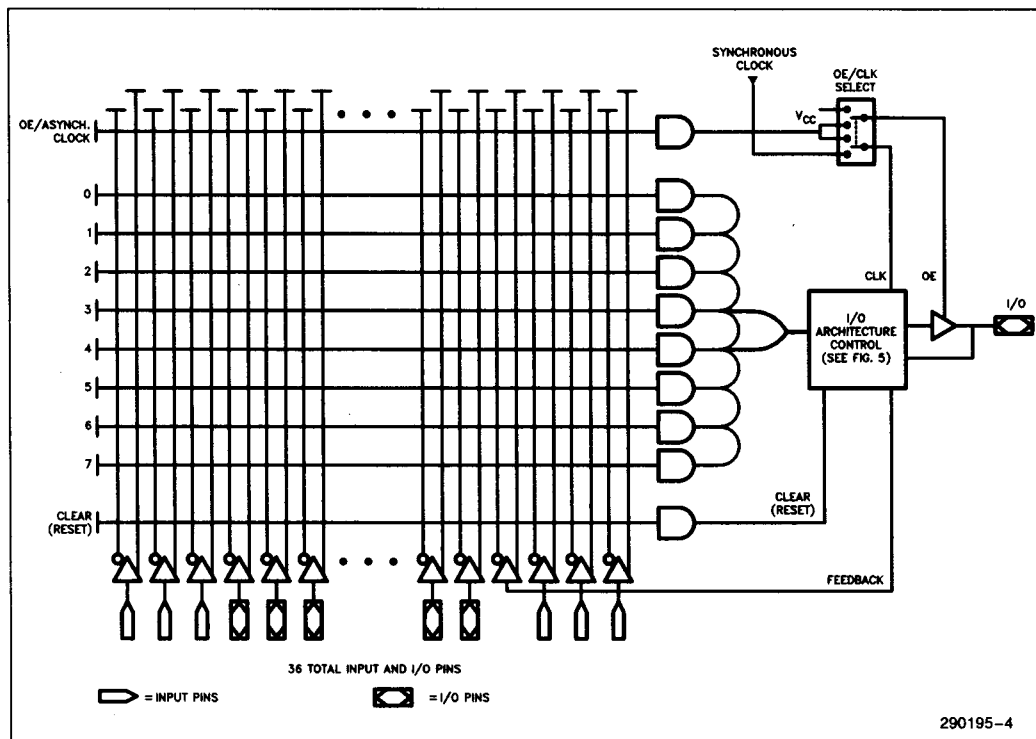 SYNCHRONOUS
CLOCK
OE/CLK
SELECT
OE/ASYNCH.
CLOCK
VCC
0
1
2
3
4
5
6
7
CLK
OE
I/O
I/O
ARCHITECTURE
CONTROL
(SEE FIG. 5)
CLEAR
(RESET)
CLEAR
(RESET)
FEEDBACK
36 TOTAL INPUT AND I/O PINS
= INPUT PINS
= I/O PINS
290195-4